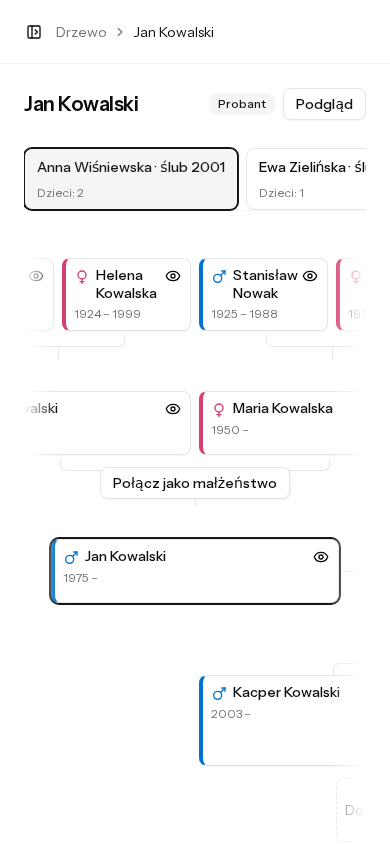 Drzewo > Jan Kowalski
Jan Kowalski
Probant
Podgląd
Anna Wiśniewska · ślub 2001
Dzieci: 2
Ewa Zielińska ·
Dzieci: 1
Helena
Kowalska
1924 – 1999
Stanisław
Nowak
1925 – 1988
Maria Kowalska
1950 –
Połącz jako małżeństwo
Jan Kowalski
1975 –
Kacper Kowalski
2003 –